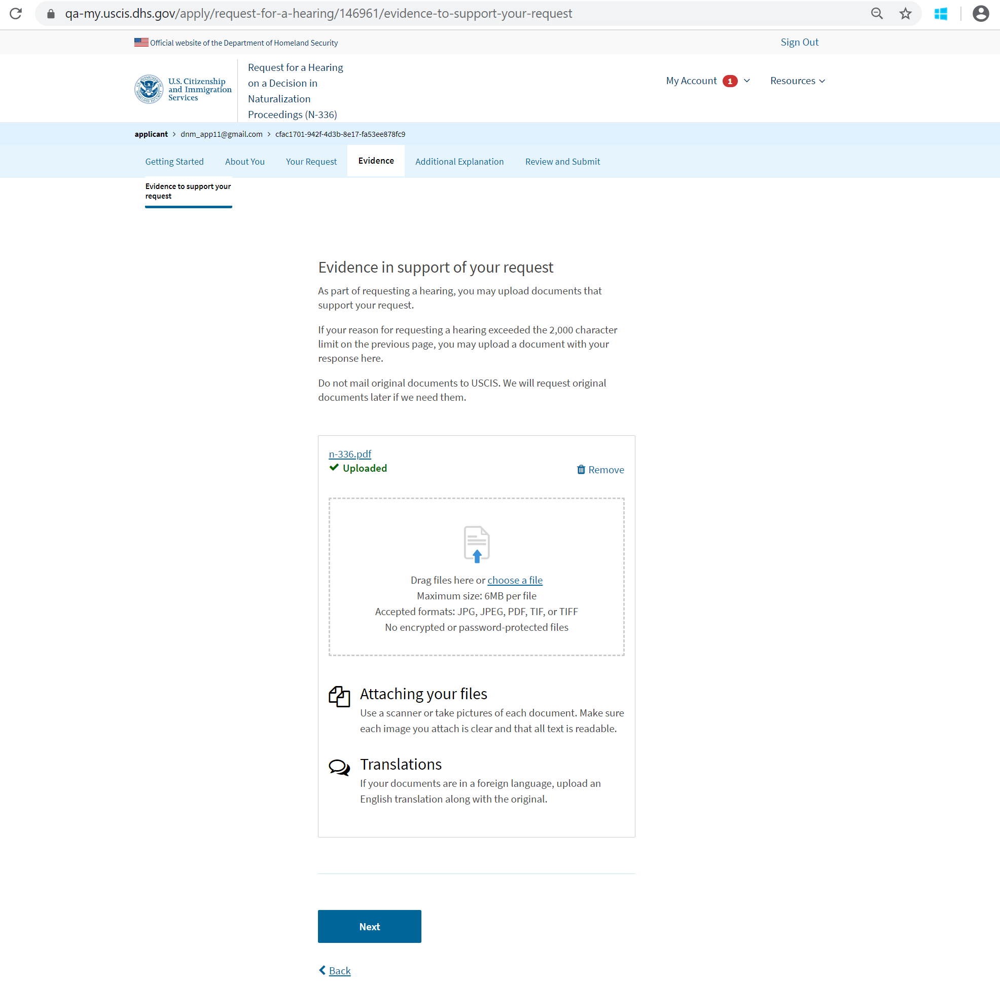 qa-my.uscis.dhs.gov/apply/request-for-a-hearing/146961/evidence-to-support-your-request
Official website of the Department of Homeland Security
Sign Out
U.S. Citizenship
and Immigration
Services
Request for a Hearing
on a Decision in
Naturalization
Proceedings (N-336)
My Account 1
Resources
applicant > dnm_app11@gmail.com > cfac1701-942f-4d3b-8e17-fa53ee878fc9
Getting Started
About You
Your Request
Evidence
Additional Explanation
Review and Submit
Evidence to support your
request
Evidence in support of your request
As part of requesting a hearing, you may upload documents that
support your request.
If your reason for requesting a hearing exceeded the 2,000 character
limit on the previous page, you may upload a document with your
response here.
Do not mail original documents to USCIS. We will request original
documents later if we need them.
n-336.pdf
Uploaded
Remove
Drag files here or choose a file
Maximum size: 6MB per file
Accepted formats: JPG, JPEG, PDF, TIF, or TIFF
No encrypted or password-protected files
Attaching your files
Use a scanner or take pictures of each document. Make sure
each image you attach is clear and that all text is readable.
Translations
If your documents are in a foreign language, upload an
English translation along with the original.
Next
Back